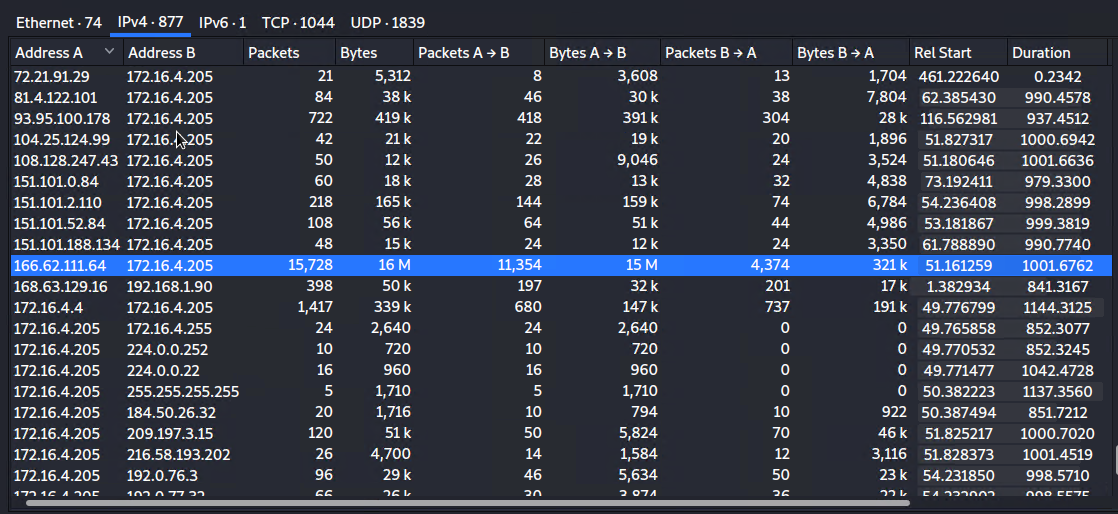 Ethernet · 74 IPv4 · 877 IPv6 · 1 TCP · 1044 UDP · 1839
Address A Address B Packets Bytes Packets A → B Bytes A → B Packets B → A Bytes B → A Rel Start Duration
72.21.91.29 172.16.4.205 21 5,312 8 3,608 13 1,704 461.222640 0.2342
81.4.122.101 172.16.4.205 84 38 k 46 30 k 38 7,804 62.385430 990.4578
93.95.100.178 172.16.4.205 722 419 k 418 391 k 304 28 k 116.562981 937.4512
104.25.124.99 172.16.4.205 42 21 k 22 19 k 20 1,896 51.827317 1000.6942
108.128.247.43 172.16.4.205 50 12 k 26 9,046 24 3,524 51.180646 1001.6636
151.101.0.84 172.16.4.205 60 18 k 28 13 k 32 4,838 73.192411 979.3300
151.101.2.110 172.16.4.205 218 165 k 144 159 k 74 6,784 54.236408 998.2899
151.101.52.84 172.16.4.205 108 56 k 64 51 k 44 4,986 53.181867 999.3819
151.101.188.134 172.16.4.205 48 15 k 24 12 k 24 3,350 61.788890 990.7740
166.62.111.64 172.16.4.205 15,728 16 M 11,354 15 M 4,374 321 k 51.161259 1001.6762
168.63.129.16 192.168.1.90 398 50 k 197 32 k 201 17 k 1.382934 841.3167
172.16.4.4 172.16.4.205 1,417 339 k 680 147 k 737 191 k 49.776799 1144.3125
172.16.4.205 172.16.4.255 24 2,640 24 2,640 0 0 49.765858 852.3077
172.16.4.205 224.0.0.252 10 720 10 720 0 0 49.770532 852.3245
172.16.4.205 224.0.0.22 16 960 16 960 0 0 49.771477 1042.4728
172.16.4.205 255.255.255.255 5 1,710 5 1,710 0 0 50.382223 1137.3560
172.16.4.205 184.50.26.32 20 1,716 10 794 10 922 50.387494 851.7212
172.16.4.205 209.197.3.15 120 51 k 50 5,824 70 46 k 51.825217 1000.7020
172.16.4.205 216.58.193.202 26 4,700 14 1,584 12 3,116 51.828373 1001.4519
172.16.4.205 192.0.76.3 96 29 k 46 5,634 50 23 k 54.231850 998.5710
172.16.4.205 192.0.77.32 66 26 k 30 3,874 36 22 k 54.232902 998.5575